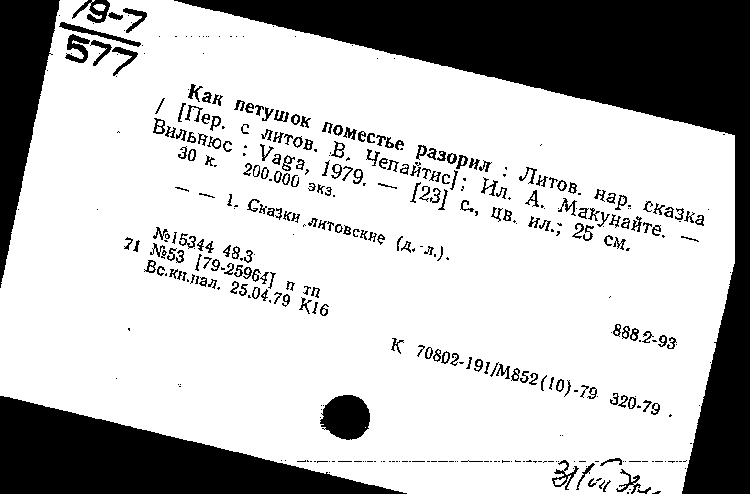 79-7
577
Как петушок поместье разорил : Литов. нар. сказка
/ [Пер. с литов. В. Чепайтис]; Ил. А. Макунайте. —
Вильнюс : Vaga, 1979. — [23] с., цв. ил.; 25 см.
30 к. 200.000 экз.
— — 1. Сказки литовские (д. л.).
№15344 48.3
71 №53 [79-25964] п тп
Вс.кн.пал. 25.04.79 К16
888.2-93
К 70802-191/М852(10)-79 320-79 .